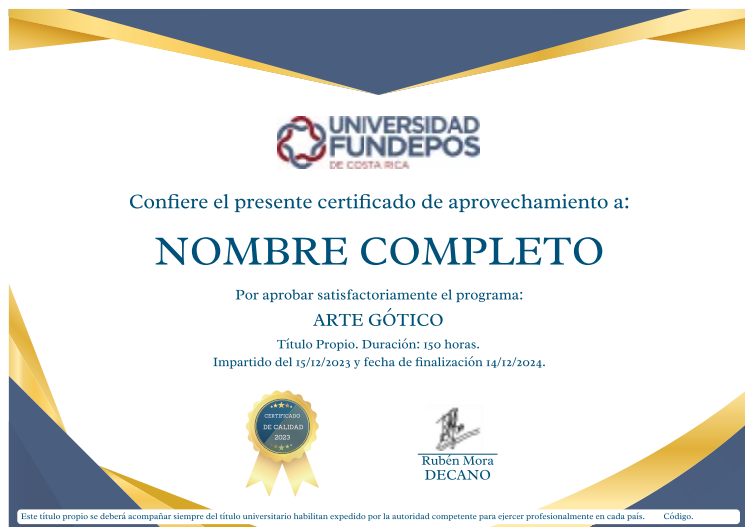 UNIVERSIDAD
FUNDEPOS
DE COSTA RICA
Confiere el presente certificado de aprovechamiento a:
NOMBRE COMPLETO
Por aprobar satisfactoriamente el programa:
ARTE GÓTICO
Título Propio. Duración: 150 horas.
Impartido del 15/12/2023 y fecha de finalización 14/12/2024.
CERTIFICADO
DE CALIDAD
2023
Rubén Mora
DECANO
Este título propio se deberá acompañar siempre del título universitario habilitan expedido por la autoridad competente para ejercer profesionalmente en cada país. Código.